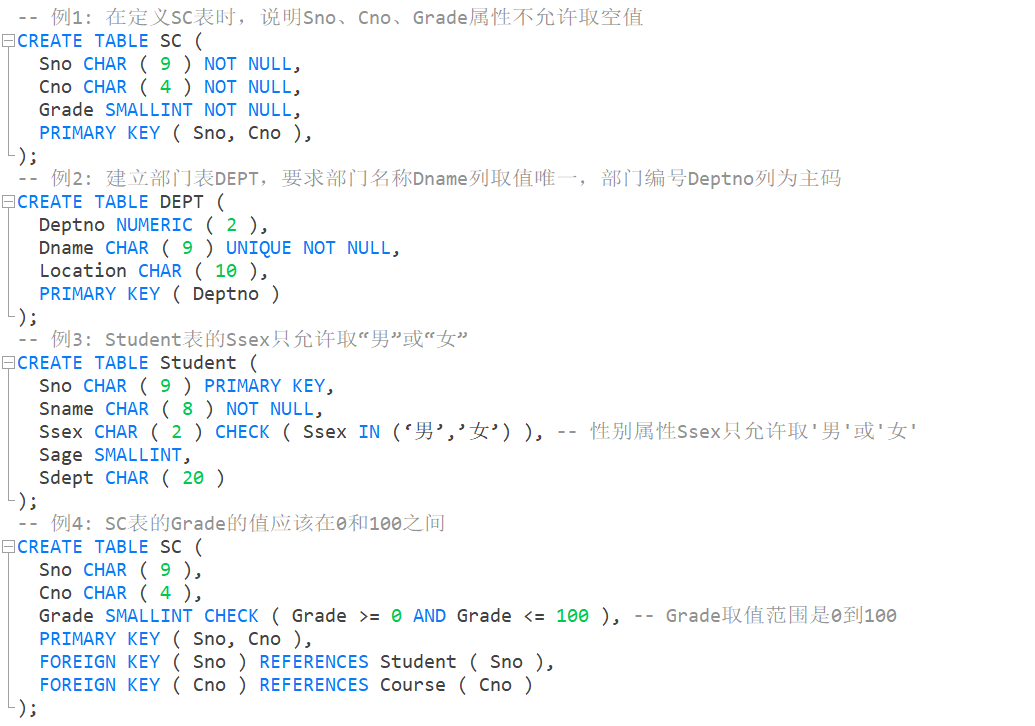 -- 例1: 在定义SC表时，说明Sno、Cno、Grade属性不允许取空值
CREATE TABLE SC (
  Sno CHAR ( 9 ) NOT NULL,
  Cno CHAR ( 4 ) NOT NULL,
  Grade SMALLINT NOT NULL,
  PRIMARY KEY ( Sno, Cno ),
);
-- 例2: 建立部门表DEPT，要求部门名称Dname列取值唯一，部门编号Deptno列为主码
CREATE TABLE DEPT (
  Deptno NUMERIC ( 2 ),
  Dname CHAR ( 9 ) UNIQUE NOT NULL,
  Location CHAR ( 10 ),
  PRIMARY KEY ( Deptno )
);
-- 例3: Student表的Ssex只允许取“男”或“女”
CREATE TABLE Student (
  Sno CHAR ( 9 ) PRIMARY KEY,
  Sname CHAR ( 8 ) NOT NULL,
  Ssex CHAR ( 2 ) CHECK ( Ssex IN (‘男’,’女’) ), -- 性别属性Ssex只允许取'男'或'女'
  Sage SMALLINT,
  Sdept CHAR ( 20 )
);
-- 例4: SC表的Grade的值应该在0和100之间
CREATE TABLE SC (
  Sno CHAR ( 9 ),
  Cno CHAR ( 4 ),
  Grade SMALLINT CHECK ( Grade >= 0 AND Grade <= 100 ), -- Grade取值范围是0到100
  PRIMARY KEY ( Sno, Cno ),
  FOREIGN KEY ( Sno ) REFERENCES Student ( Sno ),
  FOREIGN KEY ( Cno ) REFERENCES Course ( Cno )
);